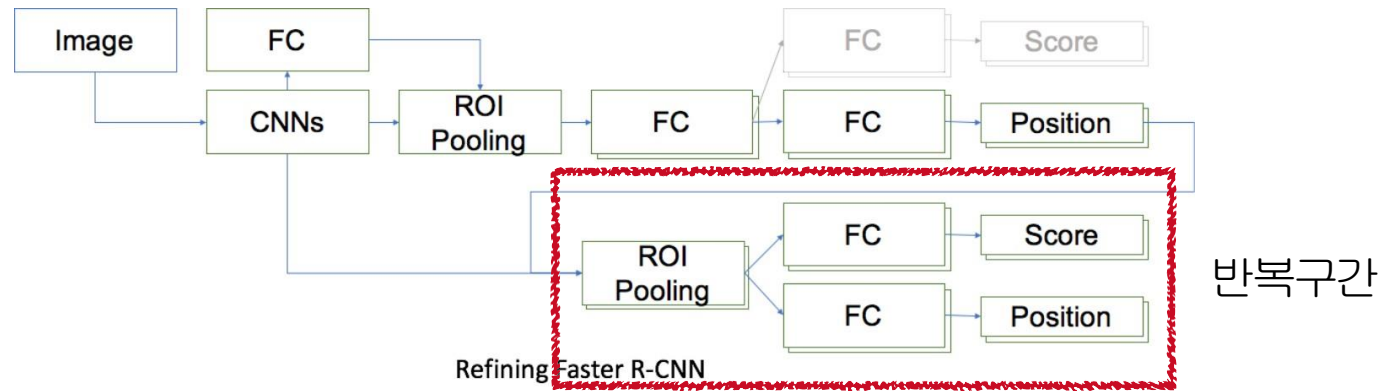 Image
FC
FC
Score
CNNs
ROI
Pooling
FC
FC
Position
ROI
Pooling
FC
Score
FC
Position
반복구간
Refining Faster R-CNN